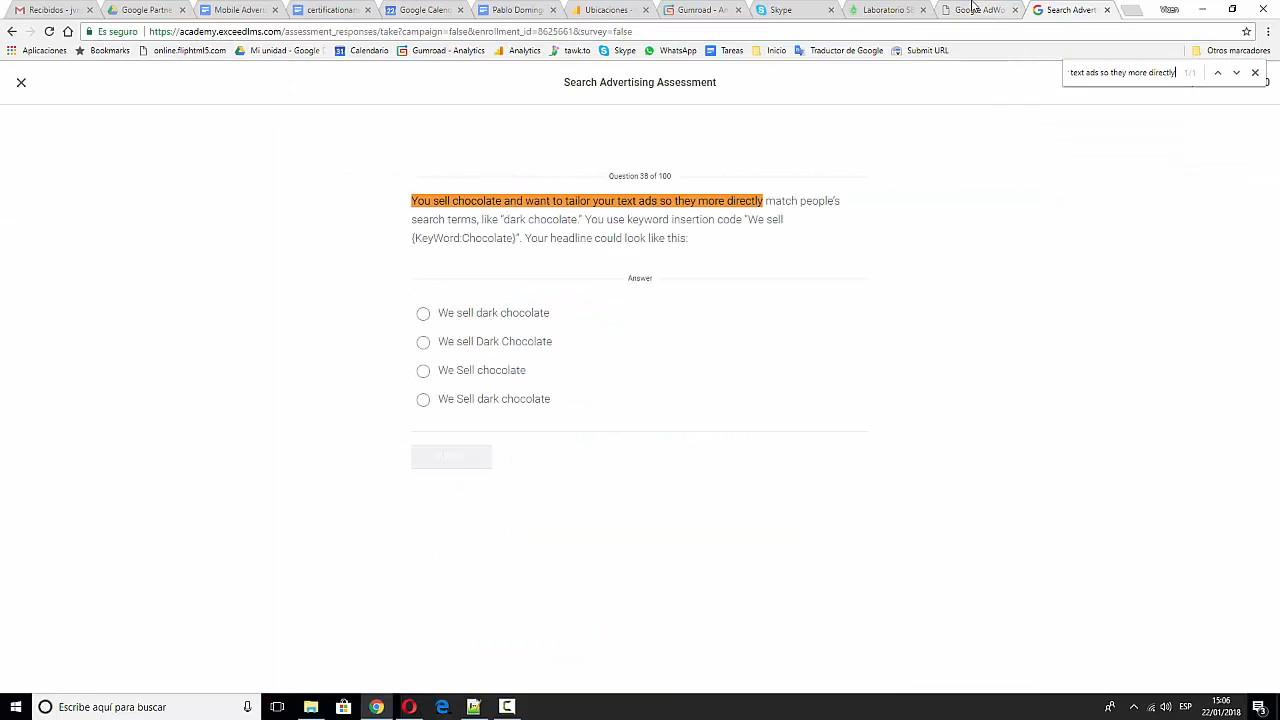 Recibidos - jv
Google Partne
Mobile Adverti
certificationan
Google Calend
Pablo Doming
Ubicaciones -
Gumroad - An
Skype
Laboratorio SE
Google AdWo
Search Advert
Es seguro https://academy.exceedlms.com/assessment_responses/take?campaign=false&enrollment_id=8625661&survey=false
Aplicaciones Bookmarks online.fliphtml5.com Mi unidad - Google D Calendario Gumroad - Analytics tawk.to Skype WhatsApp Tareas Inicio Traductor de Google Submit URL Otros marcadores
text ads so they more directly 1/1
Search Advertising Assessment
Question 38 of 100
You sell chocolate and want to tailor your text ads so they more directly match people's
search terms, like "dark chocolate." You use keyword insertion code "We sell
{KeyWord:Chocolate}". Your headline could look like this:
Answer
We sell dark chocolate
We sell Dark Chocolate
We Sell chocolate
We Sell dark chocolate
Escribe aquí para buscar
ESP
15:06
22/01/2018